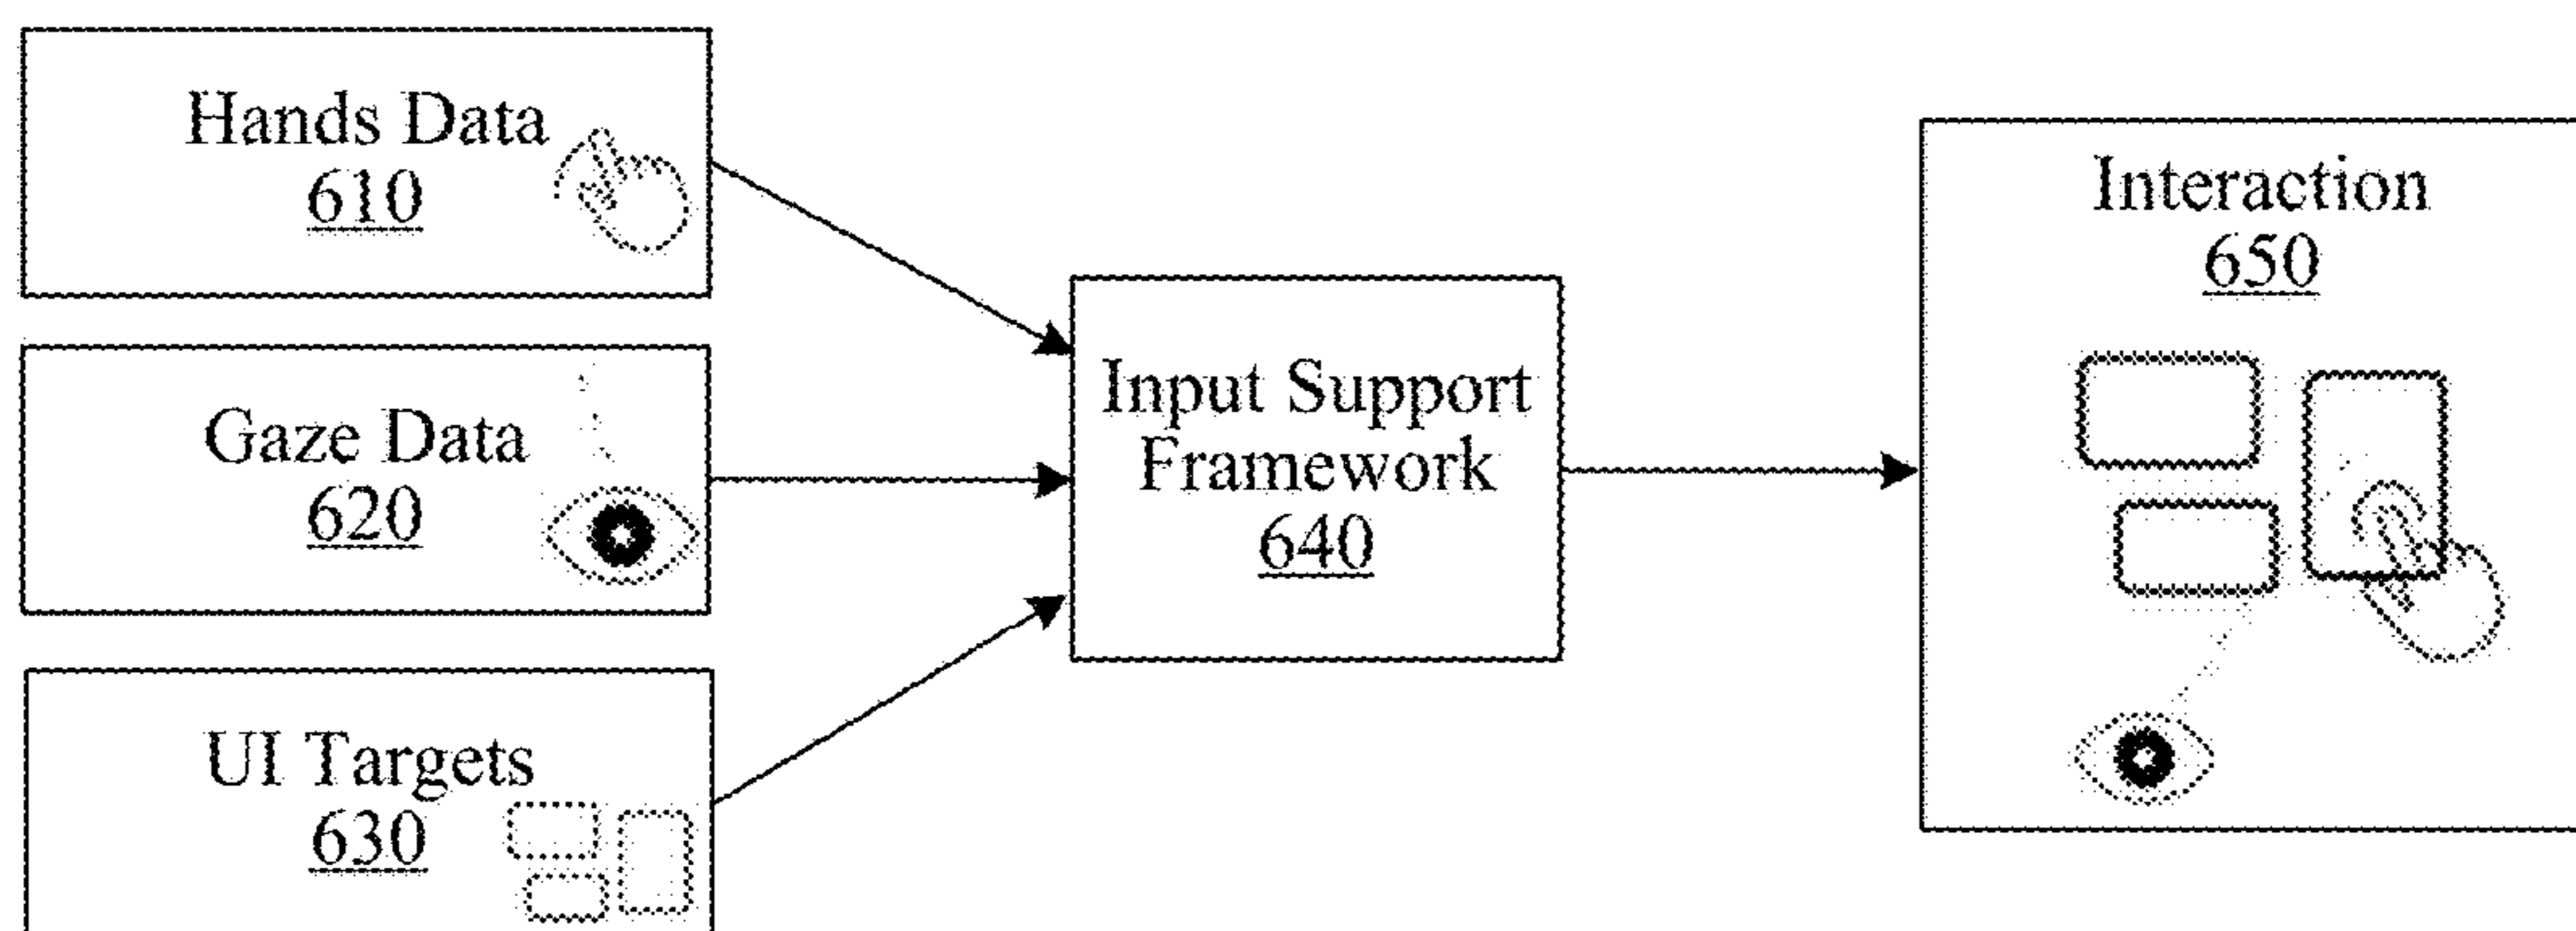 Hands Data
610
Gaze Data
620
UI Targets
630
Input Support
Framework
640
Interaction
650